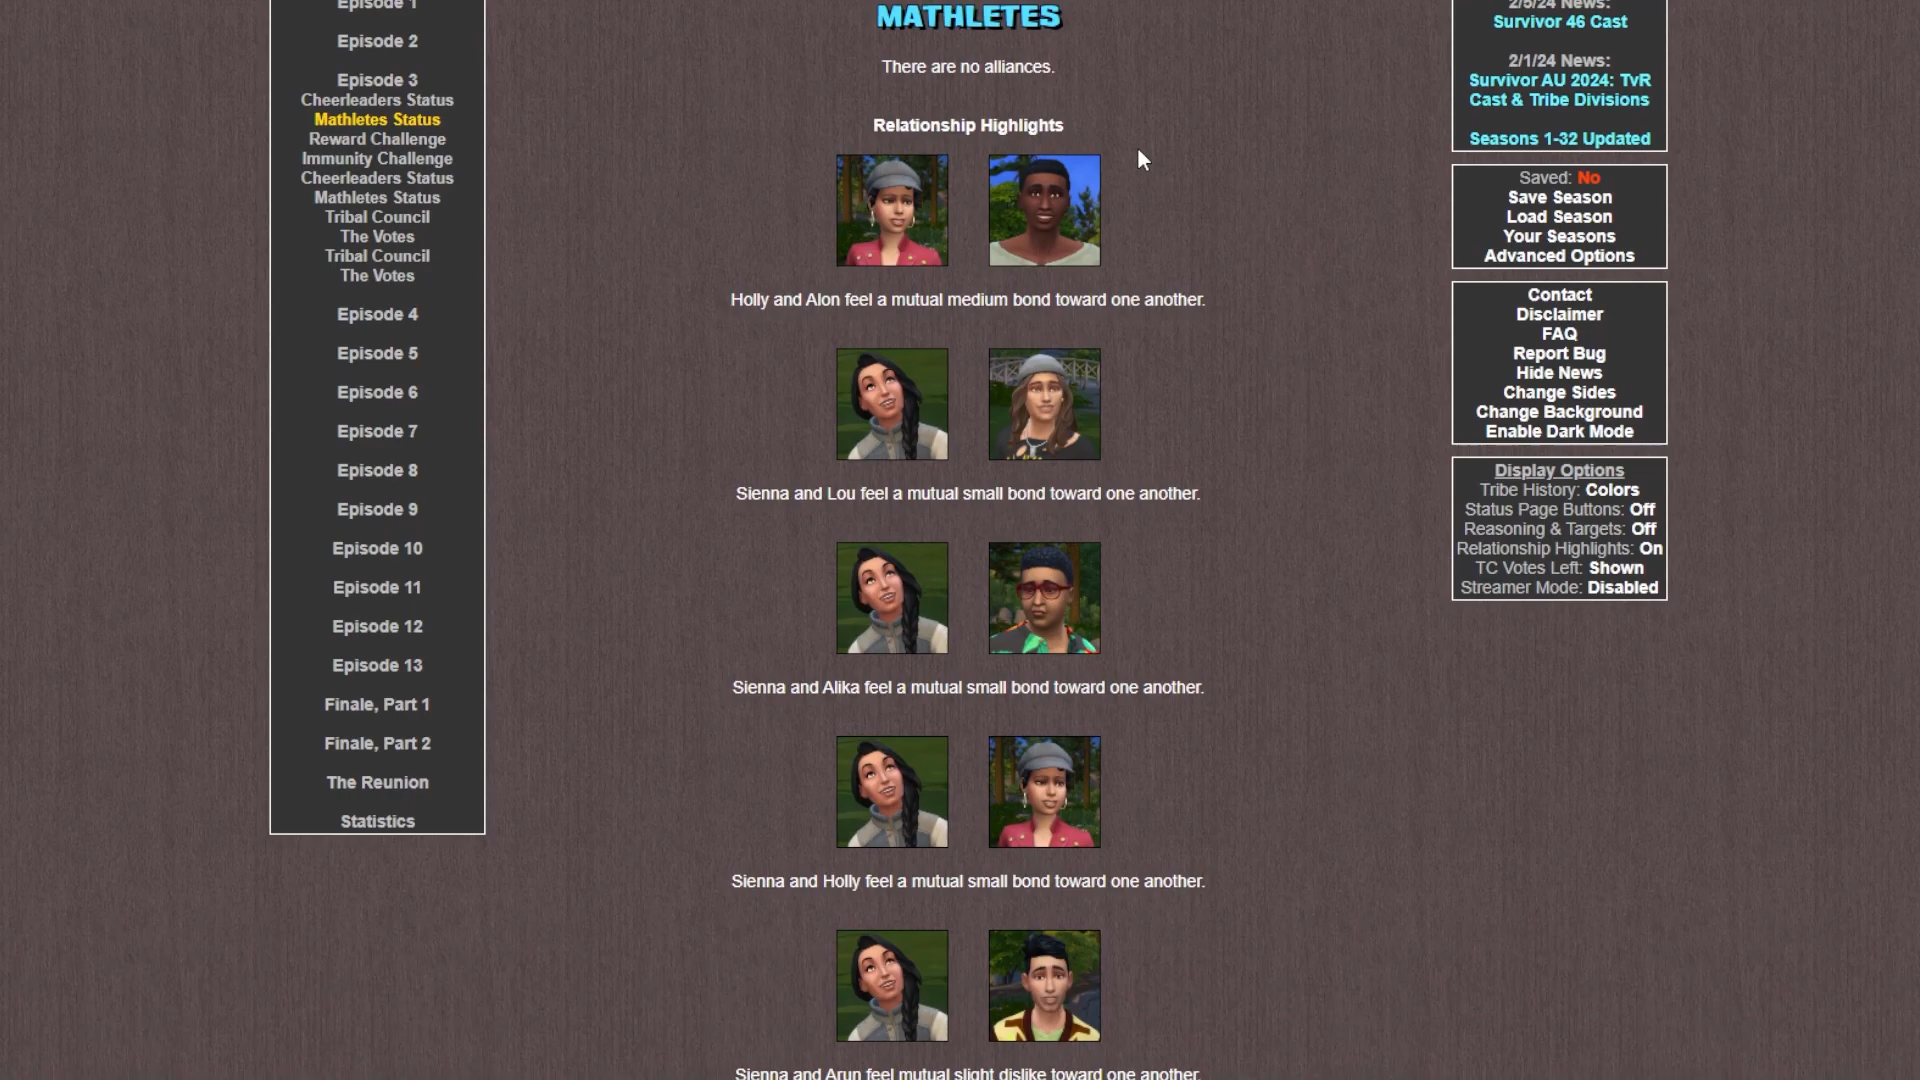 Episode 1
Episode 2
Episode 3
Cheerleaders Status
Mathletes Status
Reward Challenge
Immunity Challenge
Cheerleaders Status
Mathletes Status
Tribal Council
The Votes
Tribal Council
The Votes
Episode 4
Episode 5
Episode 6
Episode 7
Episode 8
Episode 9
Episode 10
Episode 11
Episode 12
Episode 13
Finale, Part 1
Finale, Part 2
The Reunion
Statistics
MATHLETES
There are no alliances.
Relationship Highlights
Holly and Alon feel a mutual medium bond toward one another.
Sienna and Lou feel a mutual small bond toward one another.
Sienna and Alika feel a mutual small bond toward one another.
Sienna and Holly feel a mutual small bond toward one another.
Sienna and Arun feel mutual slight dislike toward one another.
2/5/24 News:
Survivor 46 Cast
2/1/24 News:
Survivor AU 2024: TvR
Cast & Tribe Divisions
Seasons 1-32 Updated
Saved: No
Save Season
Load Season
Your Seasons
Advanced Options
Contact
Disclaimer
FAQ
Report Bug
Hide News
Change Sides
Change Background
Enable Dark Mode
Display Options
Tribe History: Colors
Status Page Buttons: Off
Reasoning & Targets: Off
Relationship Highlights: On
TC Votes Left: Shown
Streamer Mode: Disabled